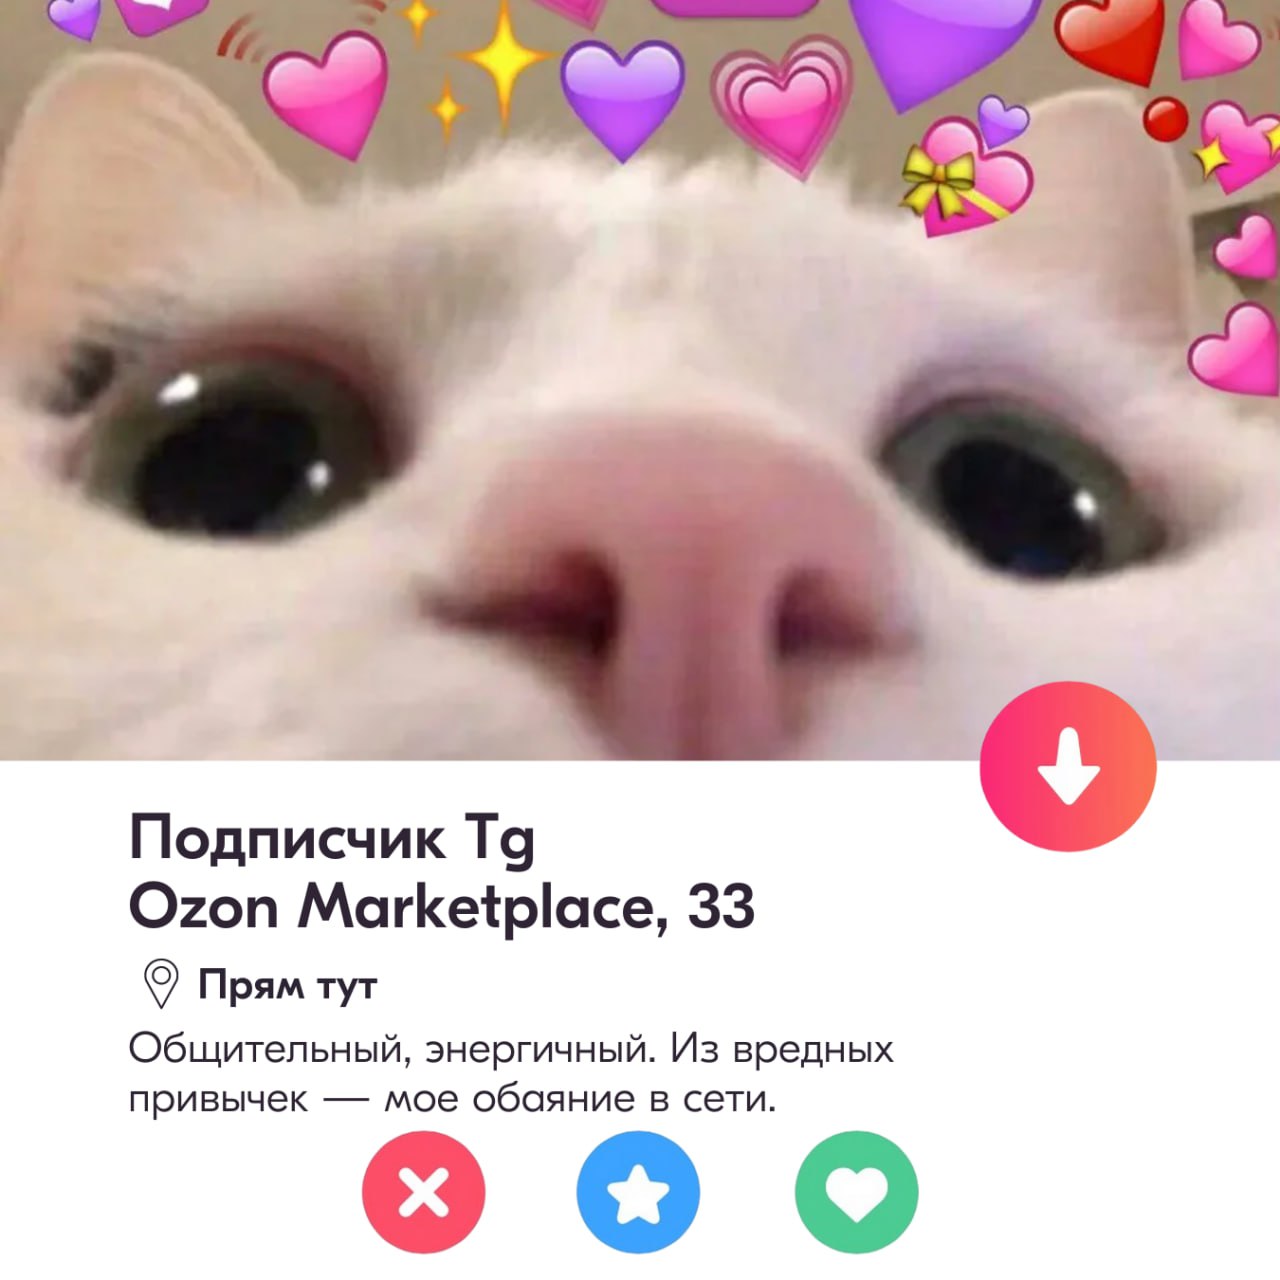 Подписчик Tg
Ozon Marketplace, 33
Прям тут
Общительный, энергичный. Из вредных
привычек — мое обаяние в сети.